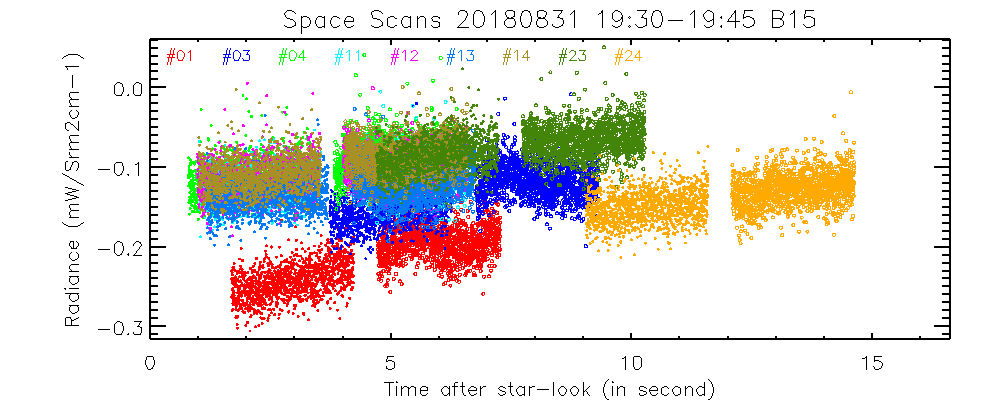 Space Scans 20180831 19:30-19:45 B15
#01 #03 #04 #11 #12 #13 #14 #23 #24
Radiance (mW/Srm2cm-1)
0.0
-0.1
-0.2
-0.3
0 5 10 15
Time after star-look (in second)